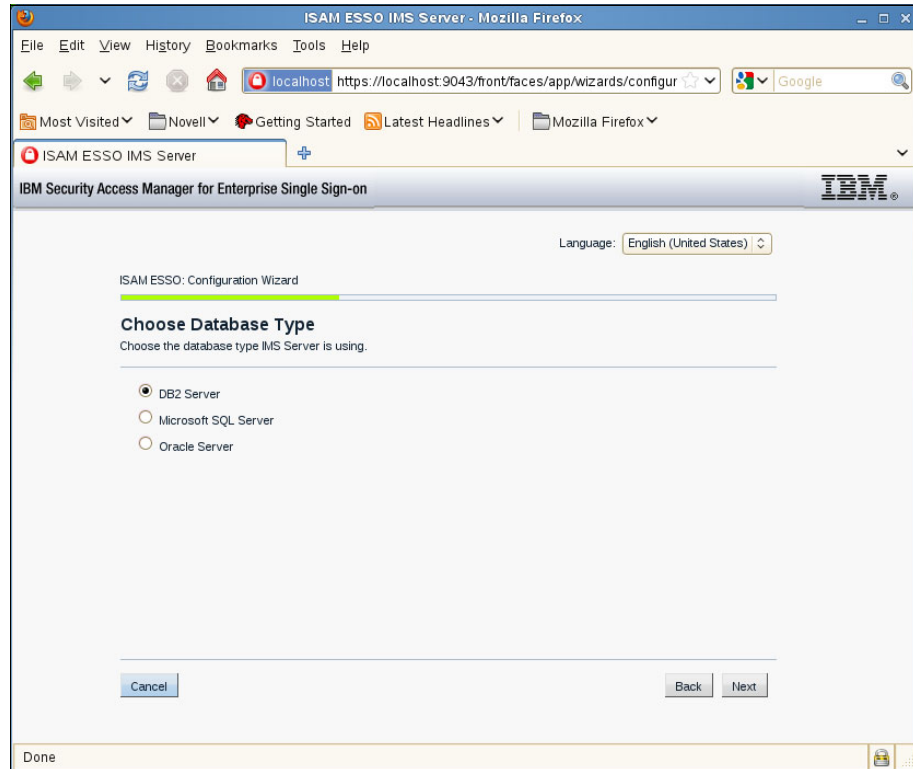 ISAM ESSO IMS Server - Mozilla Firefox
File Edit View History Bookmarks Tools Help
localhost https://localhost:9043/front/faces/app/wizards/configur Google
Most Visited Novell Getting Started Latest Headlines Mozilla Firefox
ISAM ESSO IMS Server
IBM Security Access Manager for Enterprise Single Sign-on IBM®
Language: English (United States)
ISAM ESSO: Configuration Wizard
Choose Database Type
Choose the database type IMS Server is using.
DB2 Server
Microsoft SQL Server
Oracle Server
Cancel Back Next
Done